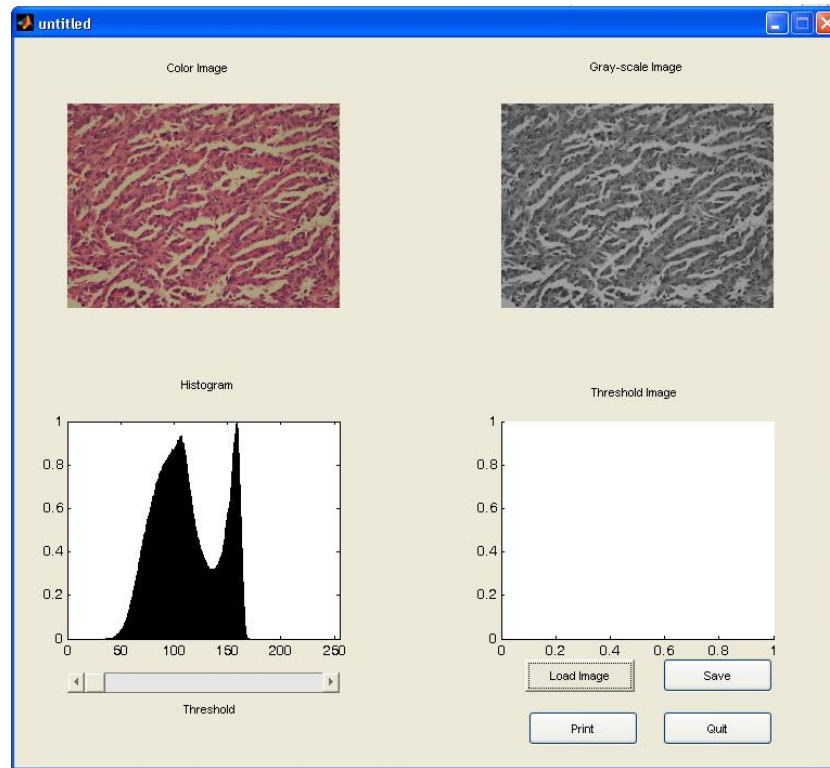 untitled
Color Image
Gray-scale Image
Histogram
Threshold Image
1
0.8
0.6
0.4
0.2
0
0 50 100 150 200 250
Threshold
1
0.8
0.6
0.4
0.2
0
0 0.2 0.4 0.6 0.8 1
Load Image
Save
Print
Quit